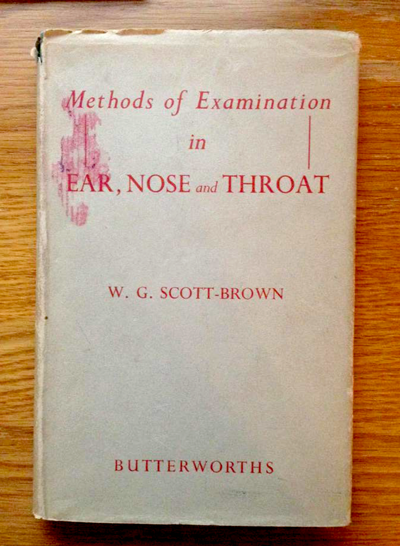 Methods of Examination
in
EAR, NOSE and THROAT
W. G. SCOTT-BROWN
BUTTERWORTHS